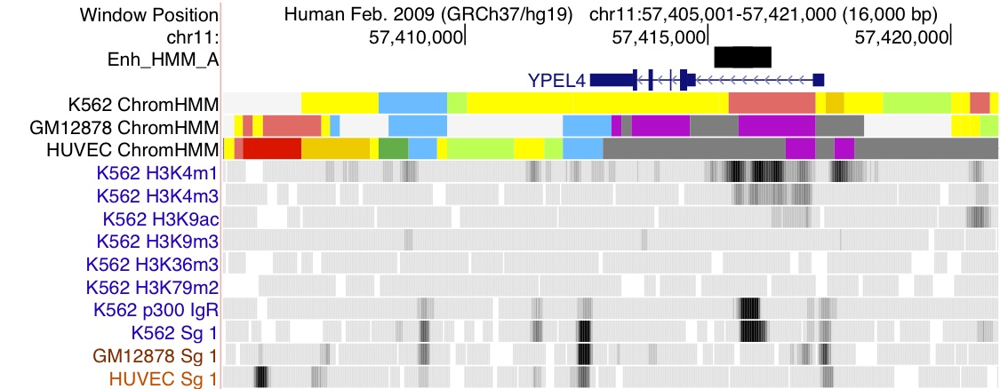 Window Position Human Feb. 2009 (GRCh37/hg19) chr11:57,405,001-57,421,000 (16,000 bp)
chr11: 57,410,000 57,415,000 57,420,000
Enh_HMM_A
YPEL4
K562 ChromHMM
GM12878 ChromHMM
HUVEC ChromHMM
K562 H3K4m1
K562 H3K4m3
K562 H3K9ac
K562 H3K9m3
K562 H3K36m3
K562 H3K79m2
K562 p300 IgR
K562 Sg 1
GM12878 Sg 1
HUVEC Sg 1